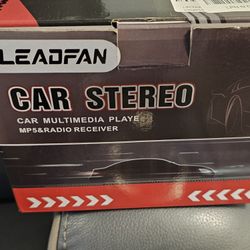 LEADFAN
CAR STEREO
CAR MULTIMEDIA PLAYE
MP5&RADIO RECEIVER